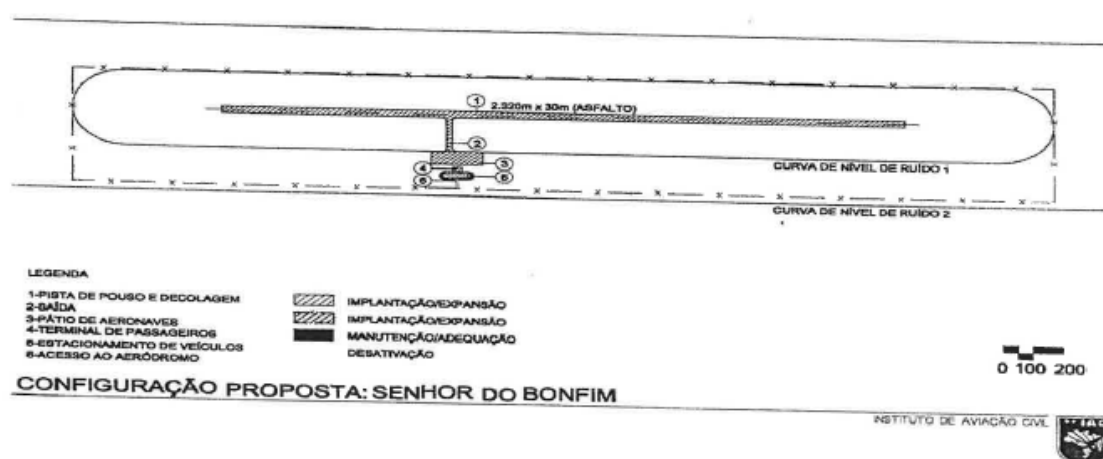 1
2.320m x 30m (ASFALTO)
2
4
3
6
5
CURVA DE NÍVEL DE RUÍDO 1
CURVA DE NÍVEL DE RUÍDO 2
LEGENDA
1-PISTA DE POUSO E DECOLAGEM
2-SAÍDA
3-PÁTIO DE AERONAVES
4-TERMINAL DE PASSAGEIROS
5-ESTACIONAMENTO DE VEÍCULOS
6-ACESSO AO AERÓDROMO
IMPLANTAÇÃO/EXPANSÃO
IMPLANTAÇÃO/EXPANSÃO
MANUTENÇÃO/ADEQUAÇÃO
DESATIVAÇÃO
0 100 200
CONFIGURAÇÃO PROPOSTA: SENHOR DO BONFIM
INSTITUTO DE AVIAÇÃO CIVIL